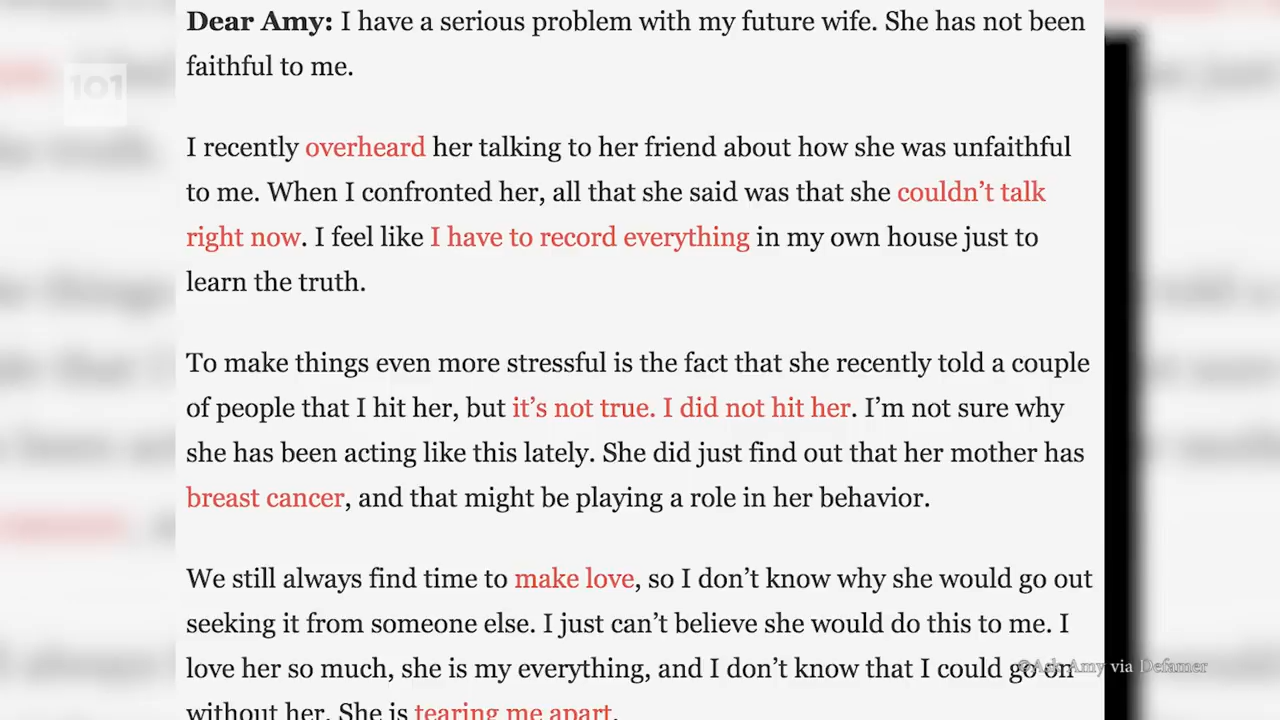 Dear Amy: I have a serious problem with my future wife. She has not been
faithful to me.
101
I recently overheard her talking to her friend about how she was unfaithful
to me. When I confronted her, all that she said was that she couldn’t talk
right now. I feel like I have to record everything in my own house just to
learn the truth.
To make things even more stressful is the fact that she recently told a couple
of people that I hit her, but it’s not true. I did not hit her. I’m not sure why
she has been acting like this lately. She did just find out that her mother has
breast cancer, and that might be playing a role in her behavior.
We still always find time to make love, so I don’t know why she would go out
seeking it from someone else. I just can’t believe she would do this to me. I
love her so much, she is my everything, and I don’t know that I could go on
©Ask Amy via Defamer
without her. She is tearing me apart.